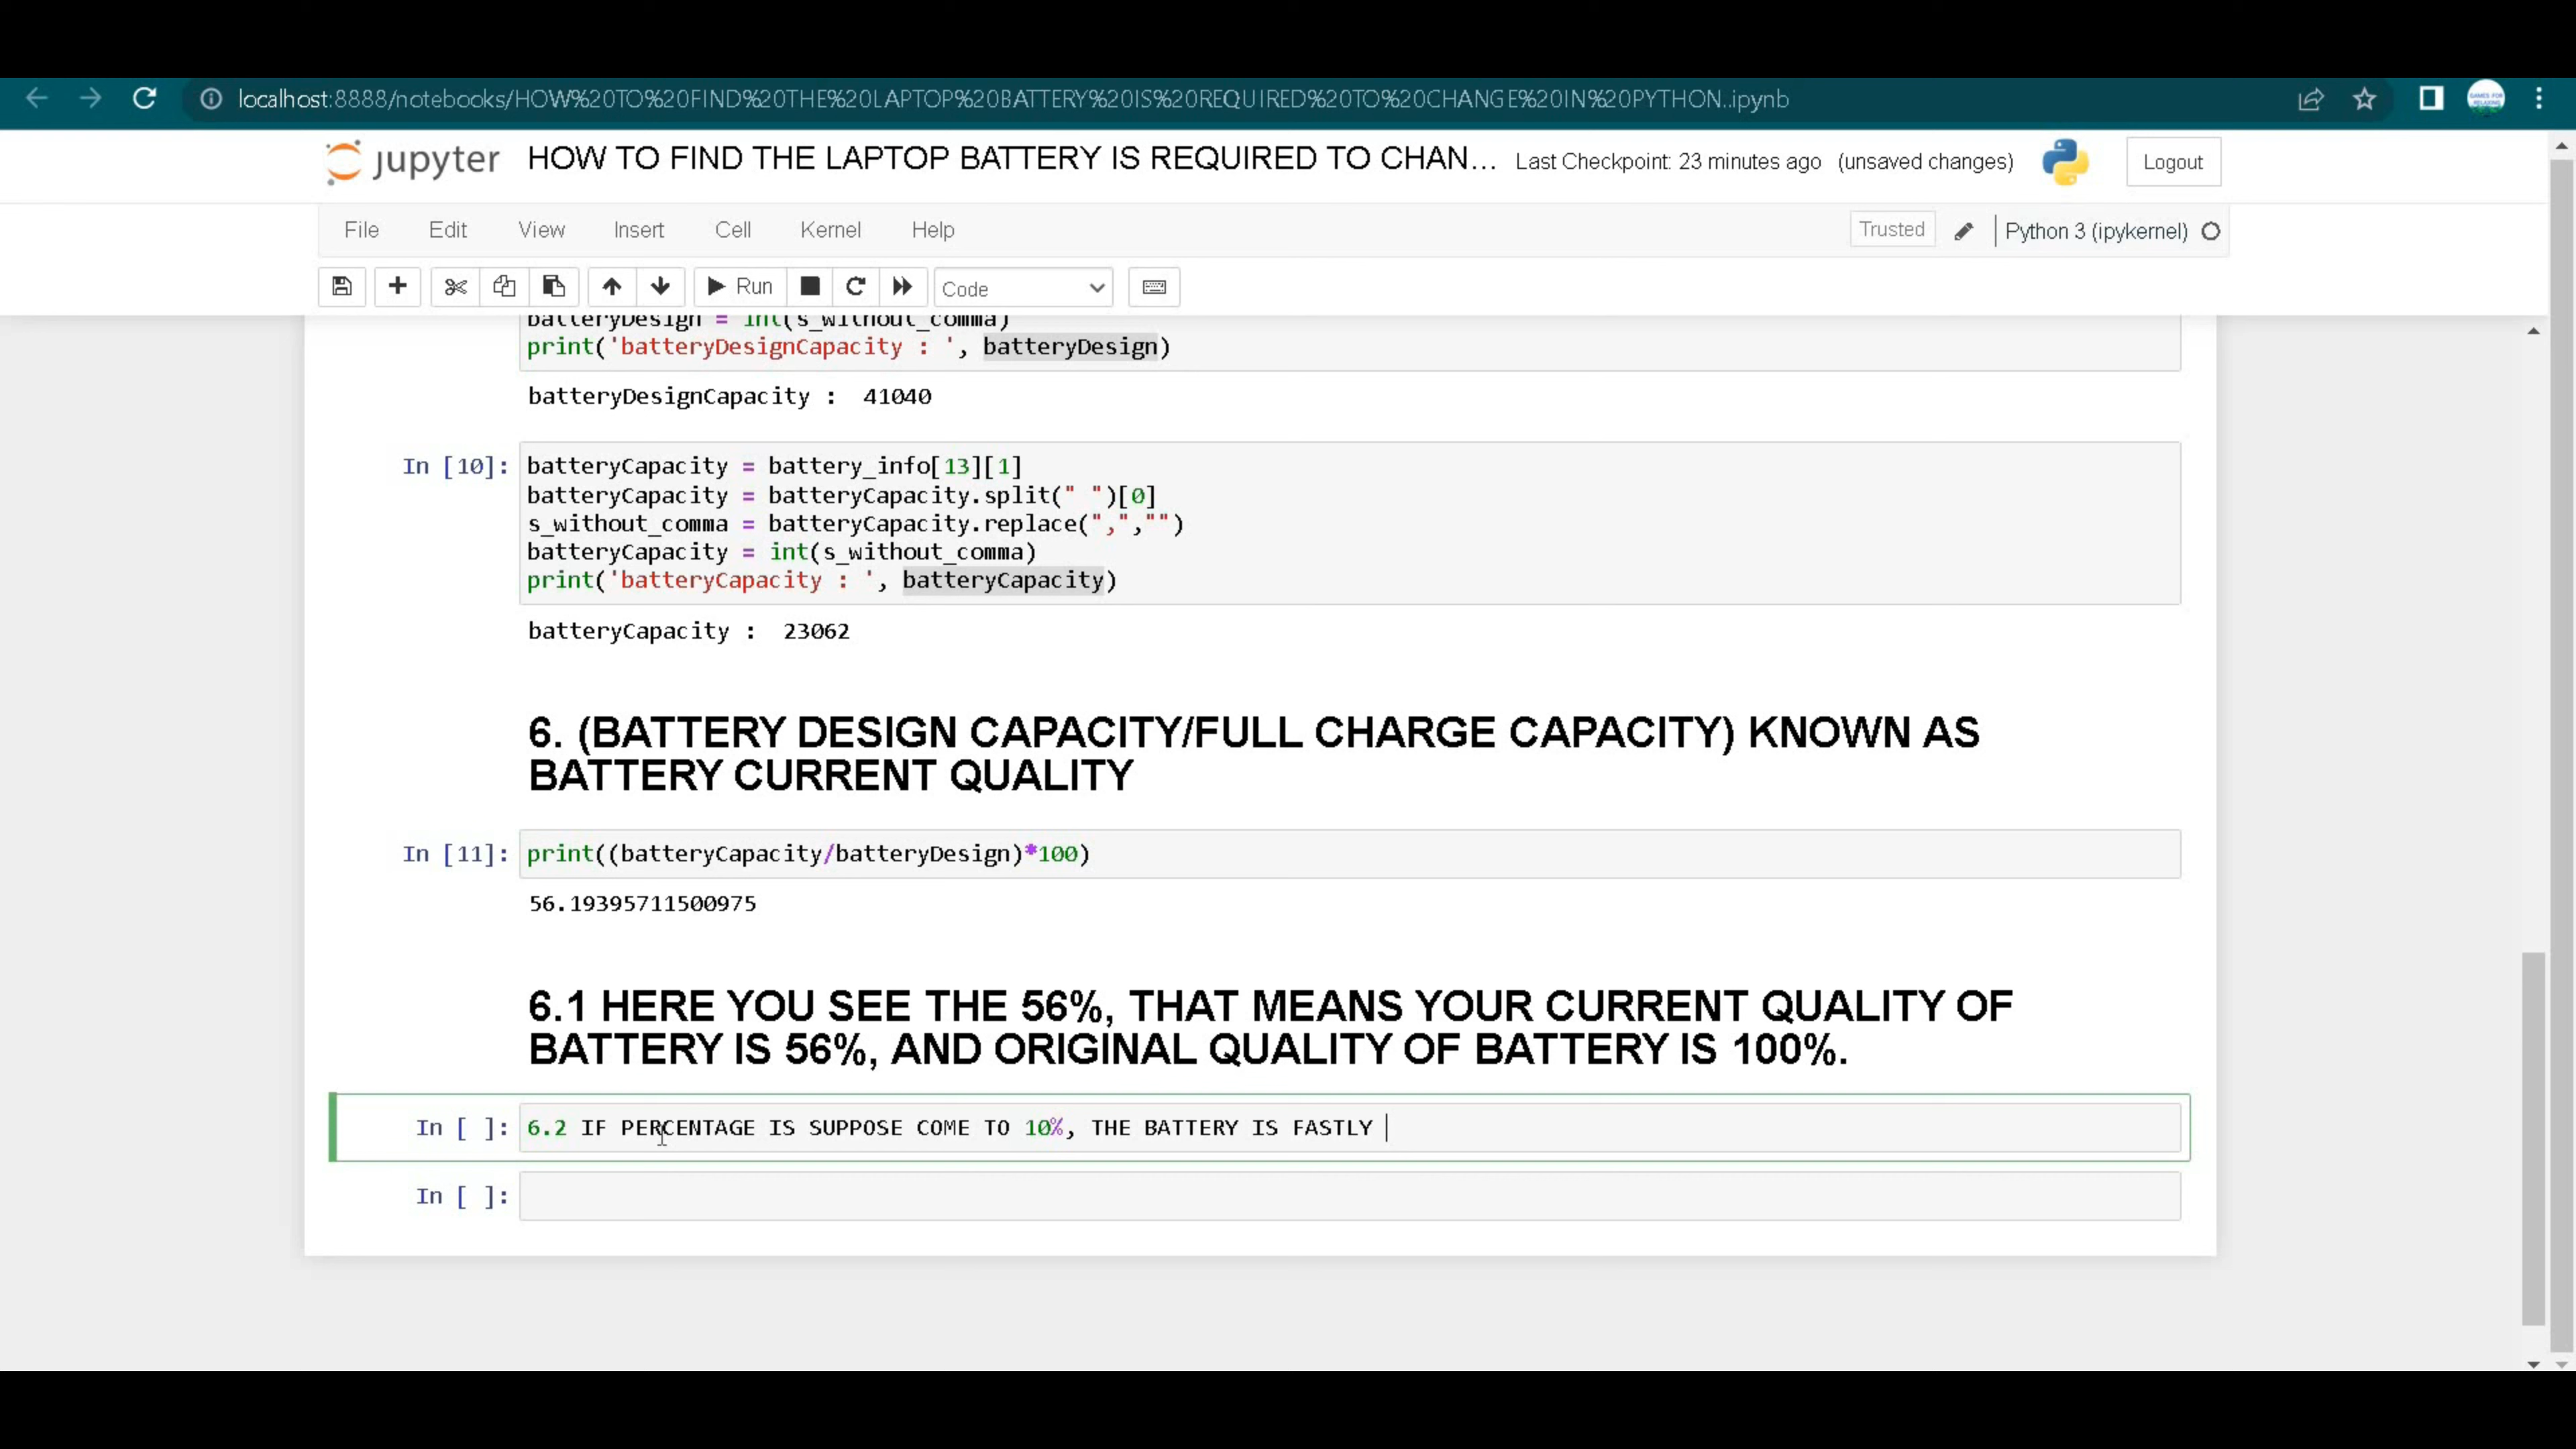 localhost:8888/notebooks/HOW%20TO%20FIND%20THE%20LAPTOP%20BATTERY%20IS%20REQUIRED%20TO%20CHANGE%20IN%20PYTHON..ipynb
jupyter HOW TO FIND THE LAPTOP BATTERY IS REQUIRED TO CHAN... Last Checkpoint: 23 minutes ago (unsaved changes) Logout
File Edit View Insert Cell Kernel Help Trusted Python 3 (ipykernel)
Run Code
batteryDesign = int(s_without_comma)
print('batteryDesignCapacity : ', batteryDesign)
batteryDesignCapacity :  41040
In [10]: batteryCapacity = battery_info[13][1]
batteryCapacity = batteryCapacity.split(" ")[0]
s_without_comma = batteryCapacity.replace(",","")
batteryCapacity = int(s_without_comma)
print('batteryCapacity : ', batteryCapacity)
batteryCapacity :  23062
6. (BATTERY DESIGN CAPACITY/FULL CHARGE CAPACITY) KNOWN AS
BATTERY CURRENT QUALITY
In [11]: print((batteryCapacity/batteryDesign)*100)
56.19395711500975
6.1 HERE YOU SEE THE 56%, THAT MEANS YOUR CURRENT QUALITY OF
BATTERY IS 56%, AND ORIGINAL QUALITY OF BATTERY IS 100%.
In [ ]: 6.2 IF PERCENTAGE IS SUPPOSE COME TO 10%, THE BATTERY IS FASTLY
In [ ]: